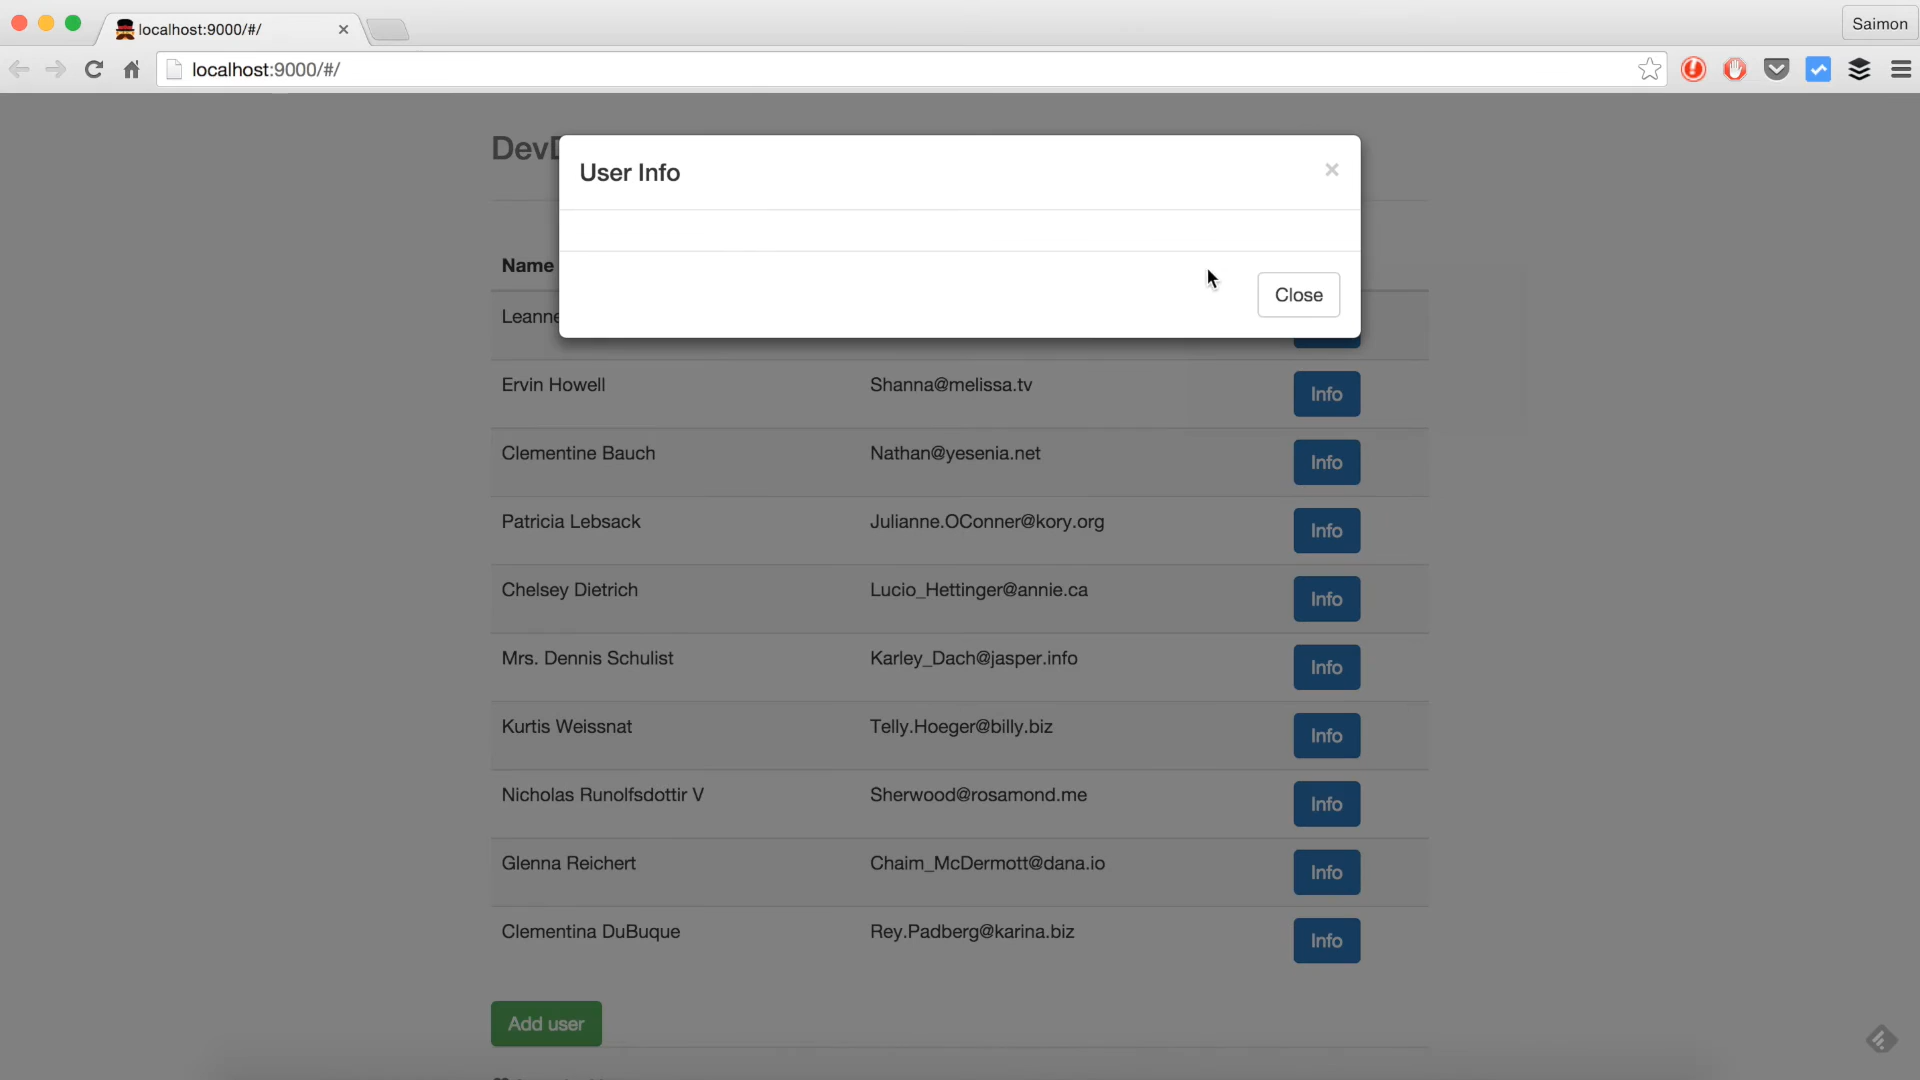 localhost:9000/#/
Saimon
localhost:9000/#/
User Info
×
Name
Close
Leanne
Ervin Howell Shanna@melissa.tv Info
Clementine Bauch Nathan@yesenia.net Info
Patricia Lebsack Julianne.OConner@kory.org Info
Chelsey Dietrich Lucio_Hettinger@annie.ca Info
Mrs. Dennis Schulist Karley_Dach@jasper.info Info
Kurtis Weissnat Telly.Hoeger@billy.biz Info
Nicholas Runolfsdottir V Sherwood@rosamond.me Info
Glenna Reichert Chaim_McDermott@dana.io Info
Clementina DuBuque Rey.Padberg@karina.biz Info
Add user